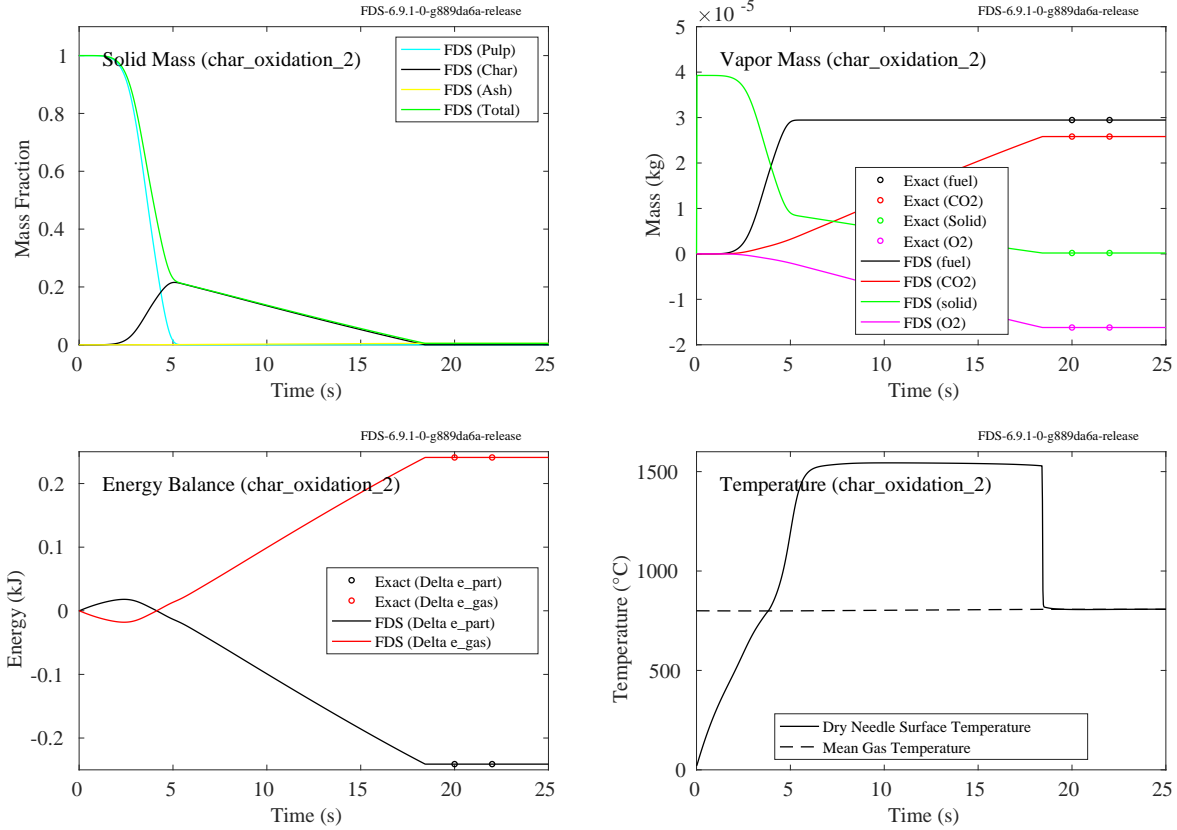 FDS-6.9.1-0-g889da6a-release
Solid Mass (char_oxidation_2)
FDS (Pulp)
FDS (Char)
FDS (Ash)
FDS (Total)
1
0.8
0.6
0.4
0.2
0
Mass Fraction
0 5 10 15 20 25
Time (s)
× 10⁻⁵
FDS-6.9.1-0-g889da6a-release
Vapor Mass (char_oxidation_2)
5
4
3
2
1
0
-1
-2
Mass (kg)
Exact (fuel)
Exact (CO2)
Exact (Solid)
Exact (O2)
FDS (fuel)
FDS (CO2)
FDS (solid)
FDS (O2)
0 5 10 15 20 25
Time (s)
FDS-6.9.1-0-g889da6a-release
Energy Balance (char_oxidation_2)
0.2
0.1
0
-0.1
-0.2
Energy (kJ)
Exact (Delta e_part)
Exact (Delta e_gas)
FDS (Delta e_part)
FDS (Delta e_gas)
0 5 10 15 20 25
Time (s)
FDS-6.9.1-0-g889da6a-release
Temperature (char_oxidation_2)
1500
1000
500
0
Temperature (°C)
Dry Needle Surface Temperature
Mean Gas Temperature
0 5 10 15 20 25
Time (s)